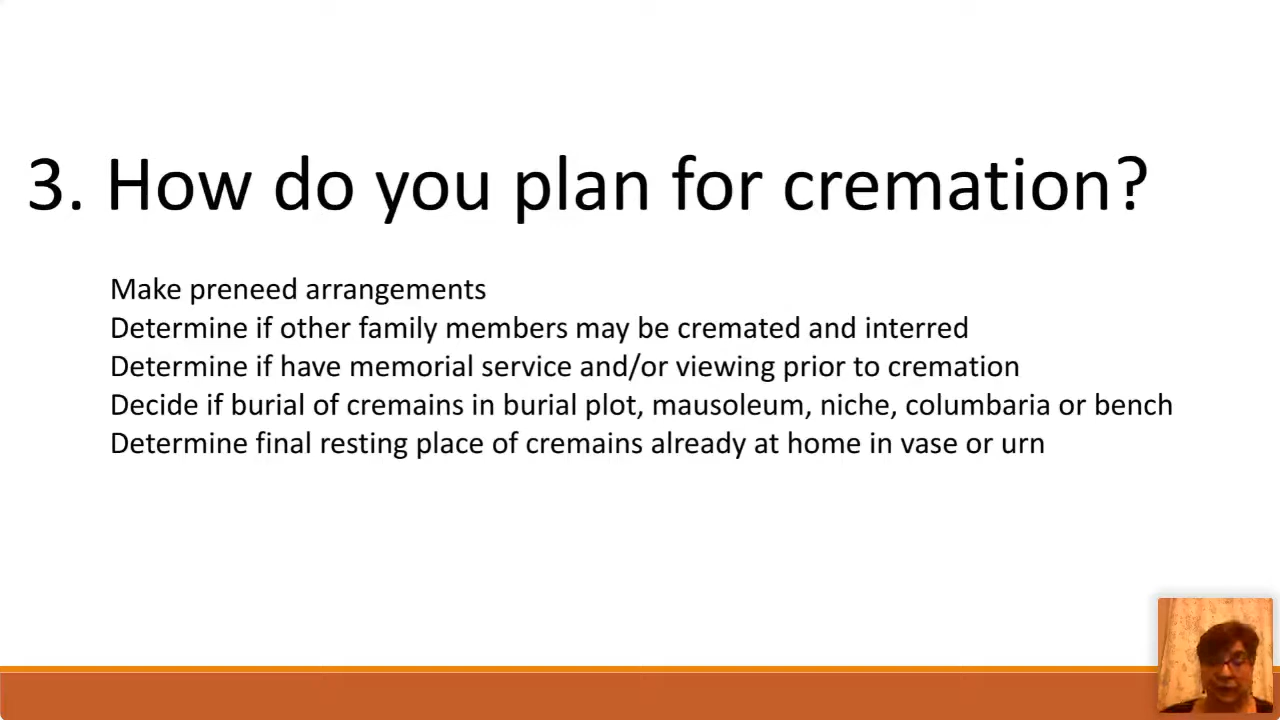 3. How do you plan for cremation?
Make preneed arrangements
Determine if other family members may be cremated and interred
Determine if have memorial service and/or viewing prior to cremation
Decide if burial of cremains in burial plot, mausoleum, niche, columbaria or bench
Determine final resting place of cremains already at home in vase or urn